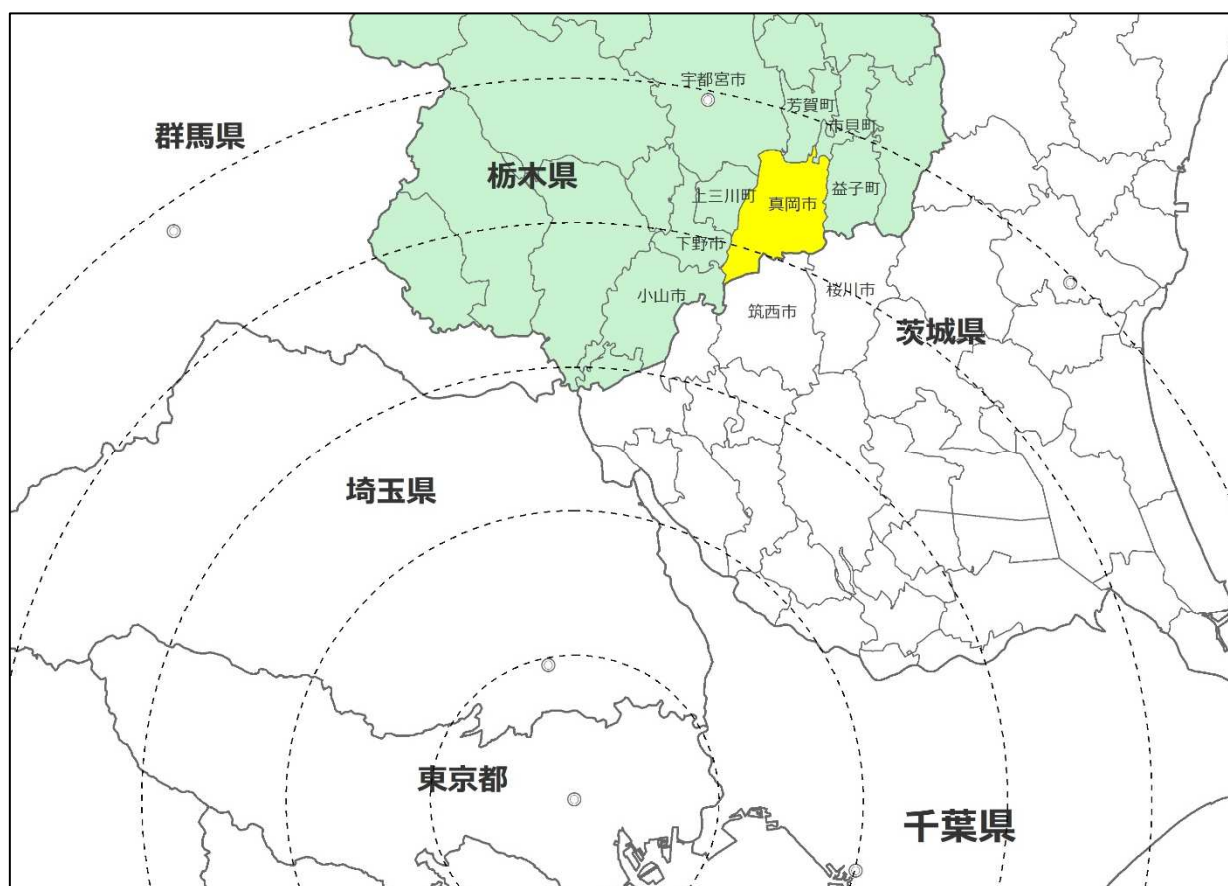 宇都宮市
芳賀町
市貝町
群馬県
栃木県
上三川町
真岡市
益子町
下野市
小山市
筑西市
桜川市
茨城県
埼玉県
東京都
千葉県